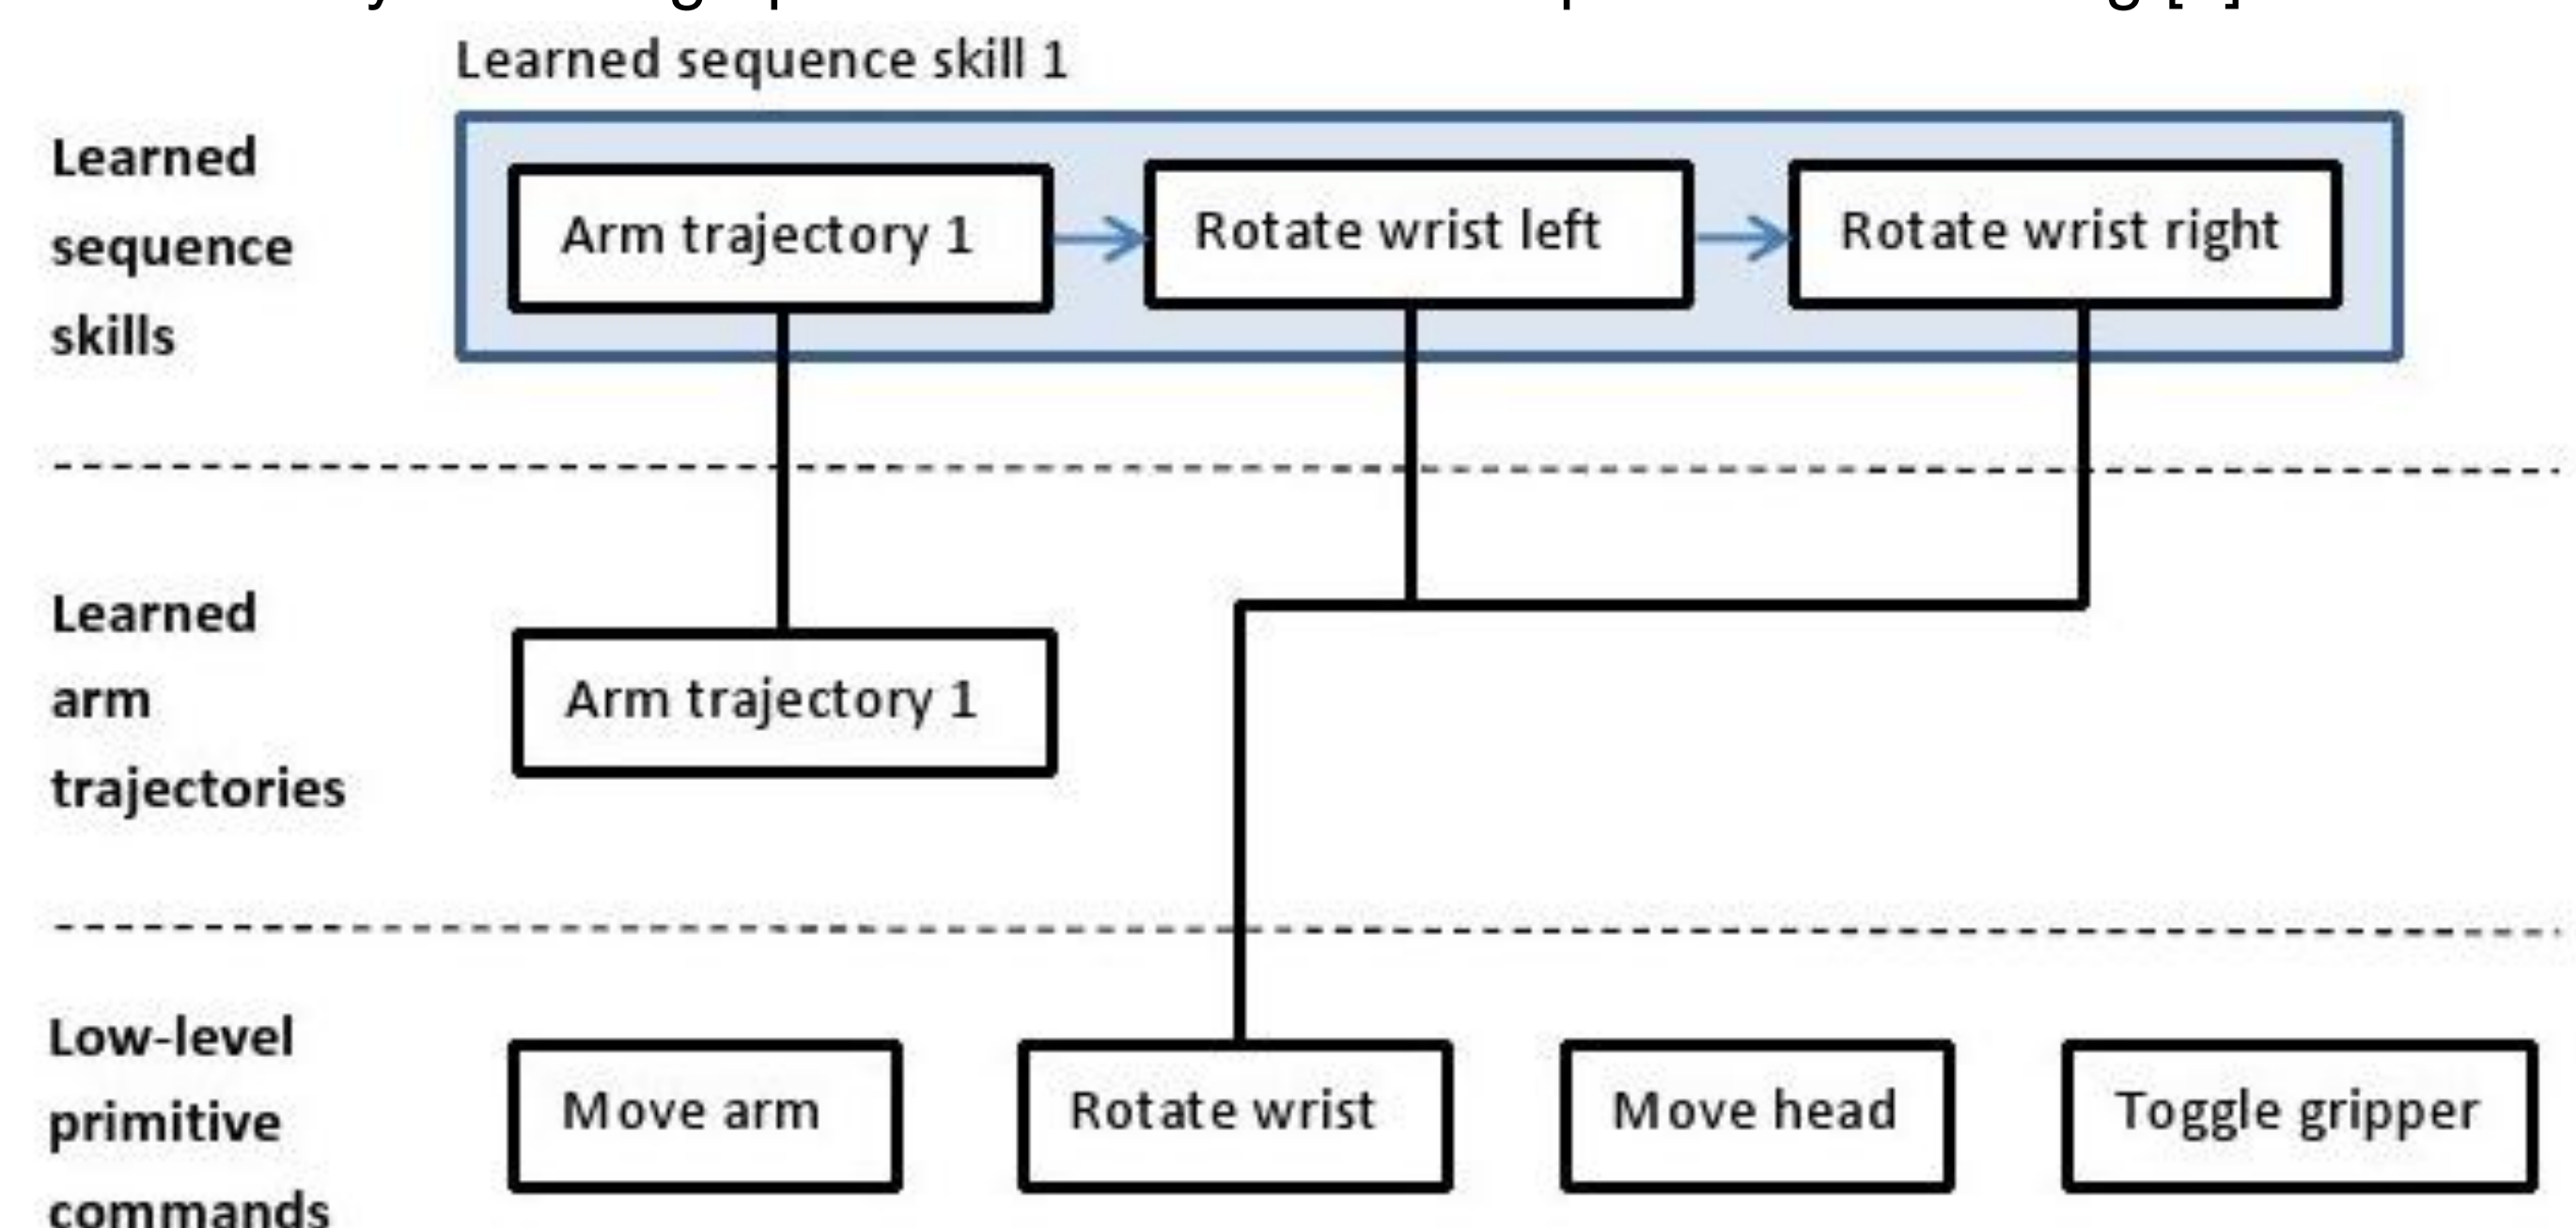 Learned sequence skill 1
Learned
sequence
skills
Arm trajectory 1
Rotate wrist left
Rotate wrist right
Learned
arm
trajectories
Arm trajectory 1
Low-level
primitive
commands
Move arm
Rotate wrist
Move head
Toggle gripper